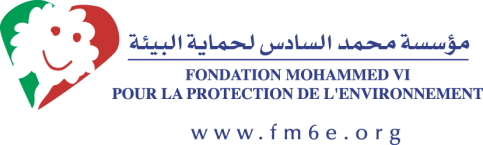 مؤسسة محمد السادس لحماية البيئة
FONDATION MOHAMMED VI
POUR LA PROTECTION DE L'ENVIRONNEMENT
www.fm6e.org